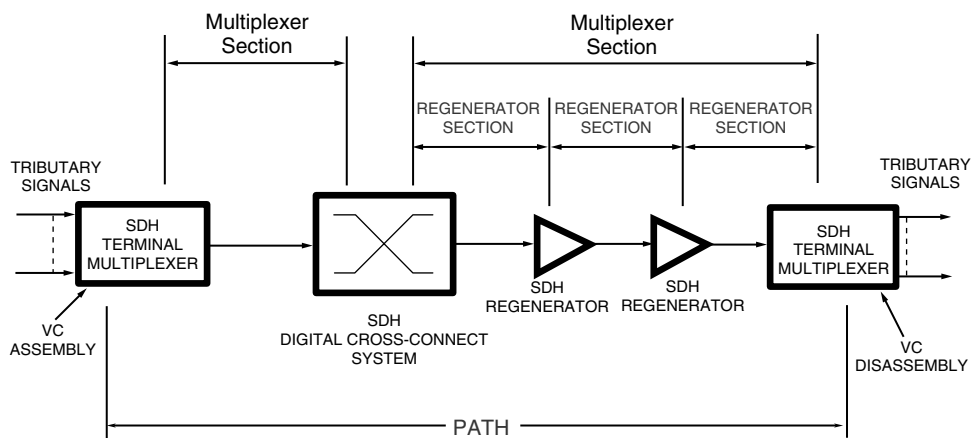 Multiplexer
Section
Multiplexer
Section
REGENERATOR
SECTION
REGENERATOR
SECTION
REGENERATOR
SECTION
TRIBUTARY
SIGNALS
TRIBUTARY
SIGNALS
SDH
TERMINAL
MULTIPLEXER
SDH
TERMINAL
MULTIPLEXER
SDH
REGENERATOR
SDH
REGENERATOR
VC
ASSEMBLY
SDH
DIGITAL CROSS-CONNECT
SYSTEM
VC
DISASSEMBLY
PATH